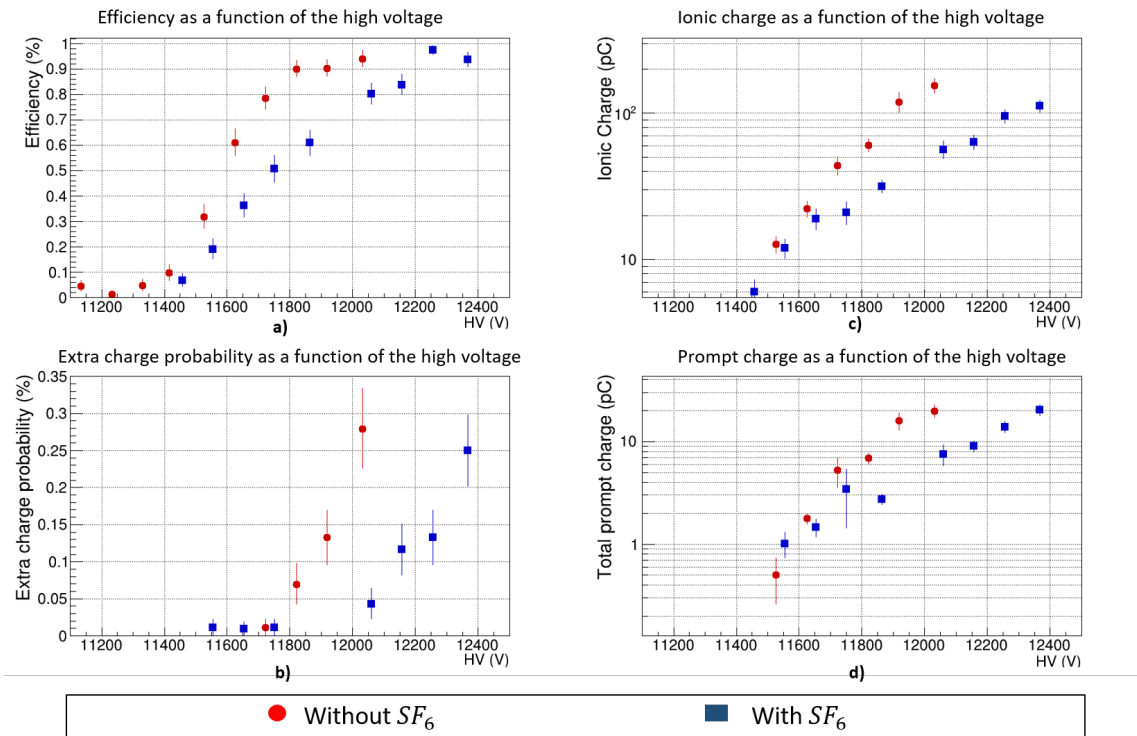 Efficiency as a function of the high voltage
Efficiency (%)
1
0.9
0.8
0.7
0.6
0.5
0.4
0.3
0.2
0.1
0
11200 11400 11600 11800 12000 12200 12400
HV (V)
a)
Ionic charge as a function of the high voltage
Ionic Charge (pC)
10²
10
11200 11400 11600 11800 12000 12200 12400
HV (V)
c)
Extra charge probability as a function of the high voltage
Extra charge probability (%)
0.35
0.3
0.25
0.2
0.15
0.1
0.05
0
11200 11400 11600 11800 12000 12200 12400
HV (V)
b)
Prompt charge as a function of the high voltage
Total prompt charge (pC)
10
1
11200 11400 11600 11800 12000 12200 12400
HV (V)
d)
Without SF₆ With SF₆